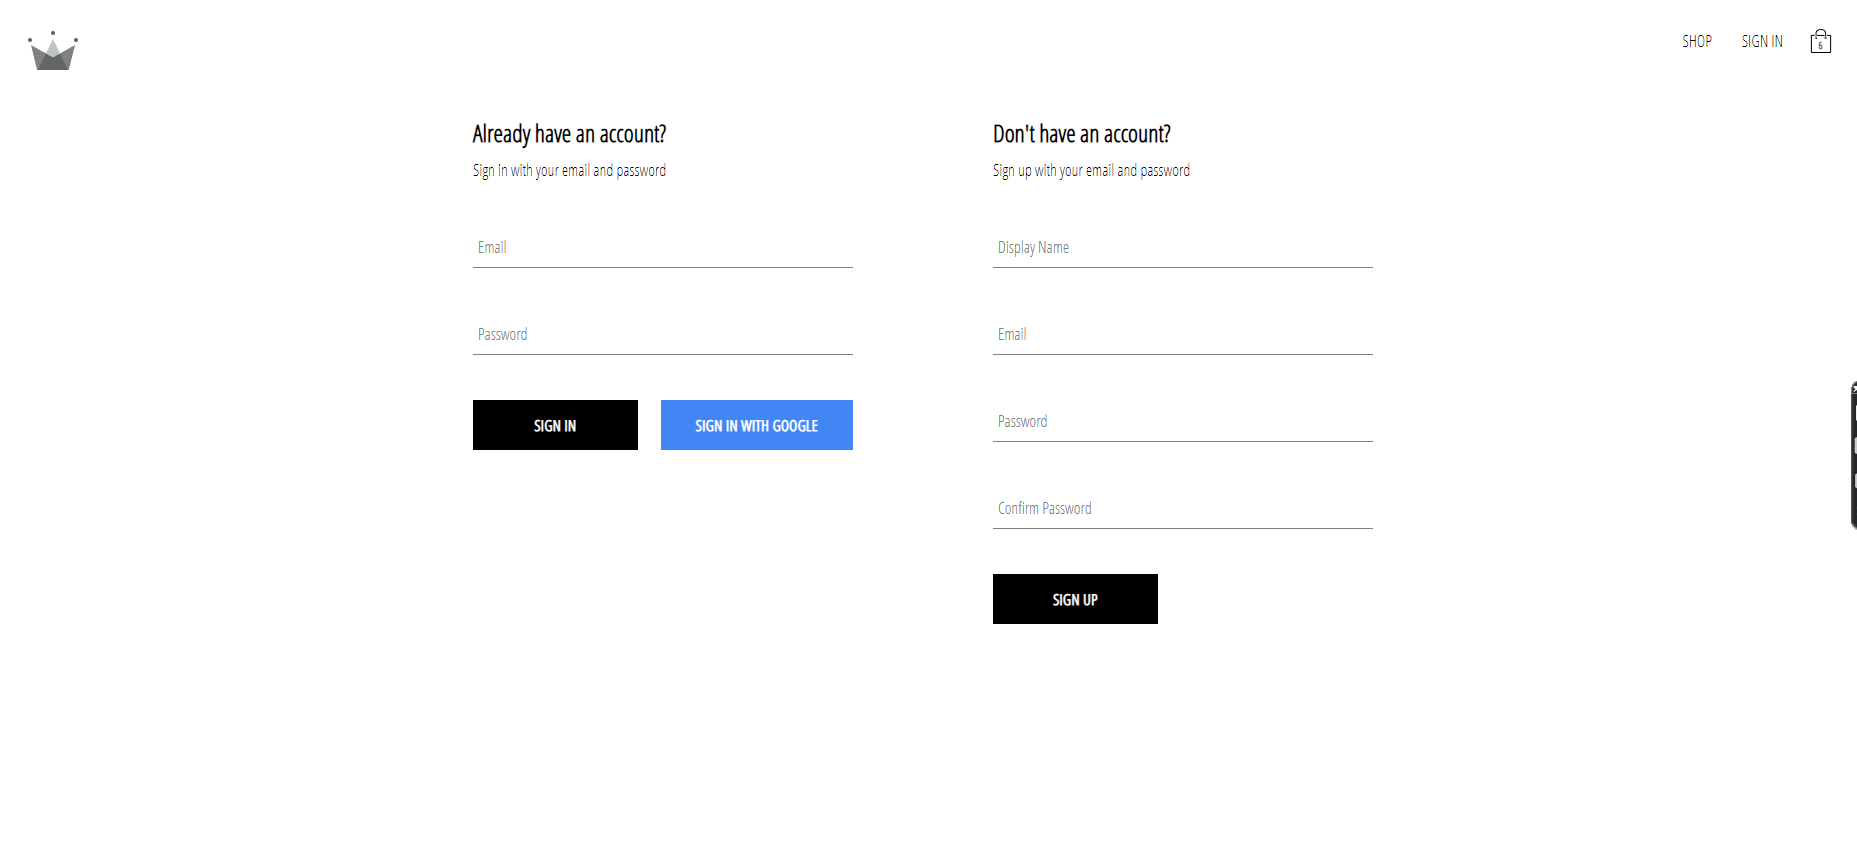 SHOP
SIGN IN
6
Already have an account?
Sign in with your email and password
Email
Password
SIGN IN
SIGN IN WITH GOOGLE
Don't have an account?
Sign up with your email and password
Display Name
Email
Password
Confirm Password
SIGN UP